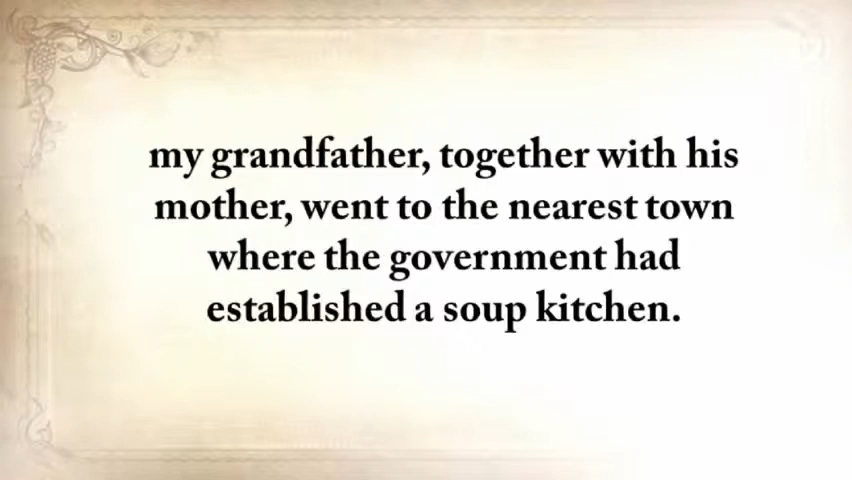 my grandfather, together with his
mother, went to the nearest town
where the government had
established a soup kitchen.